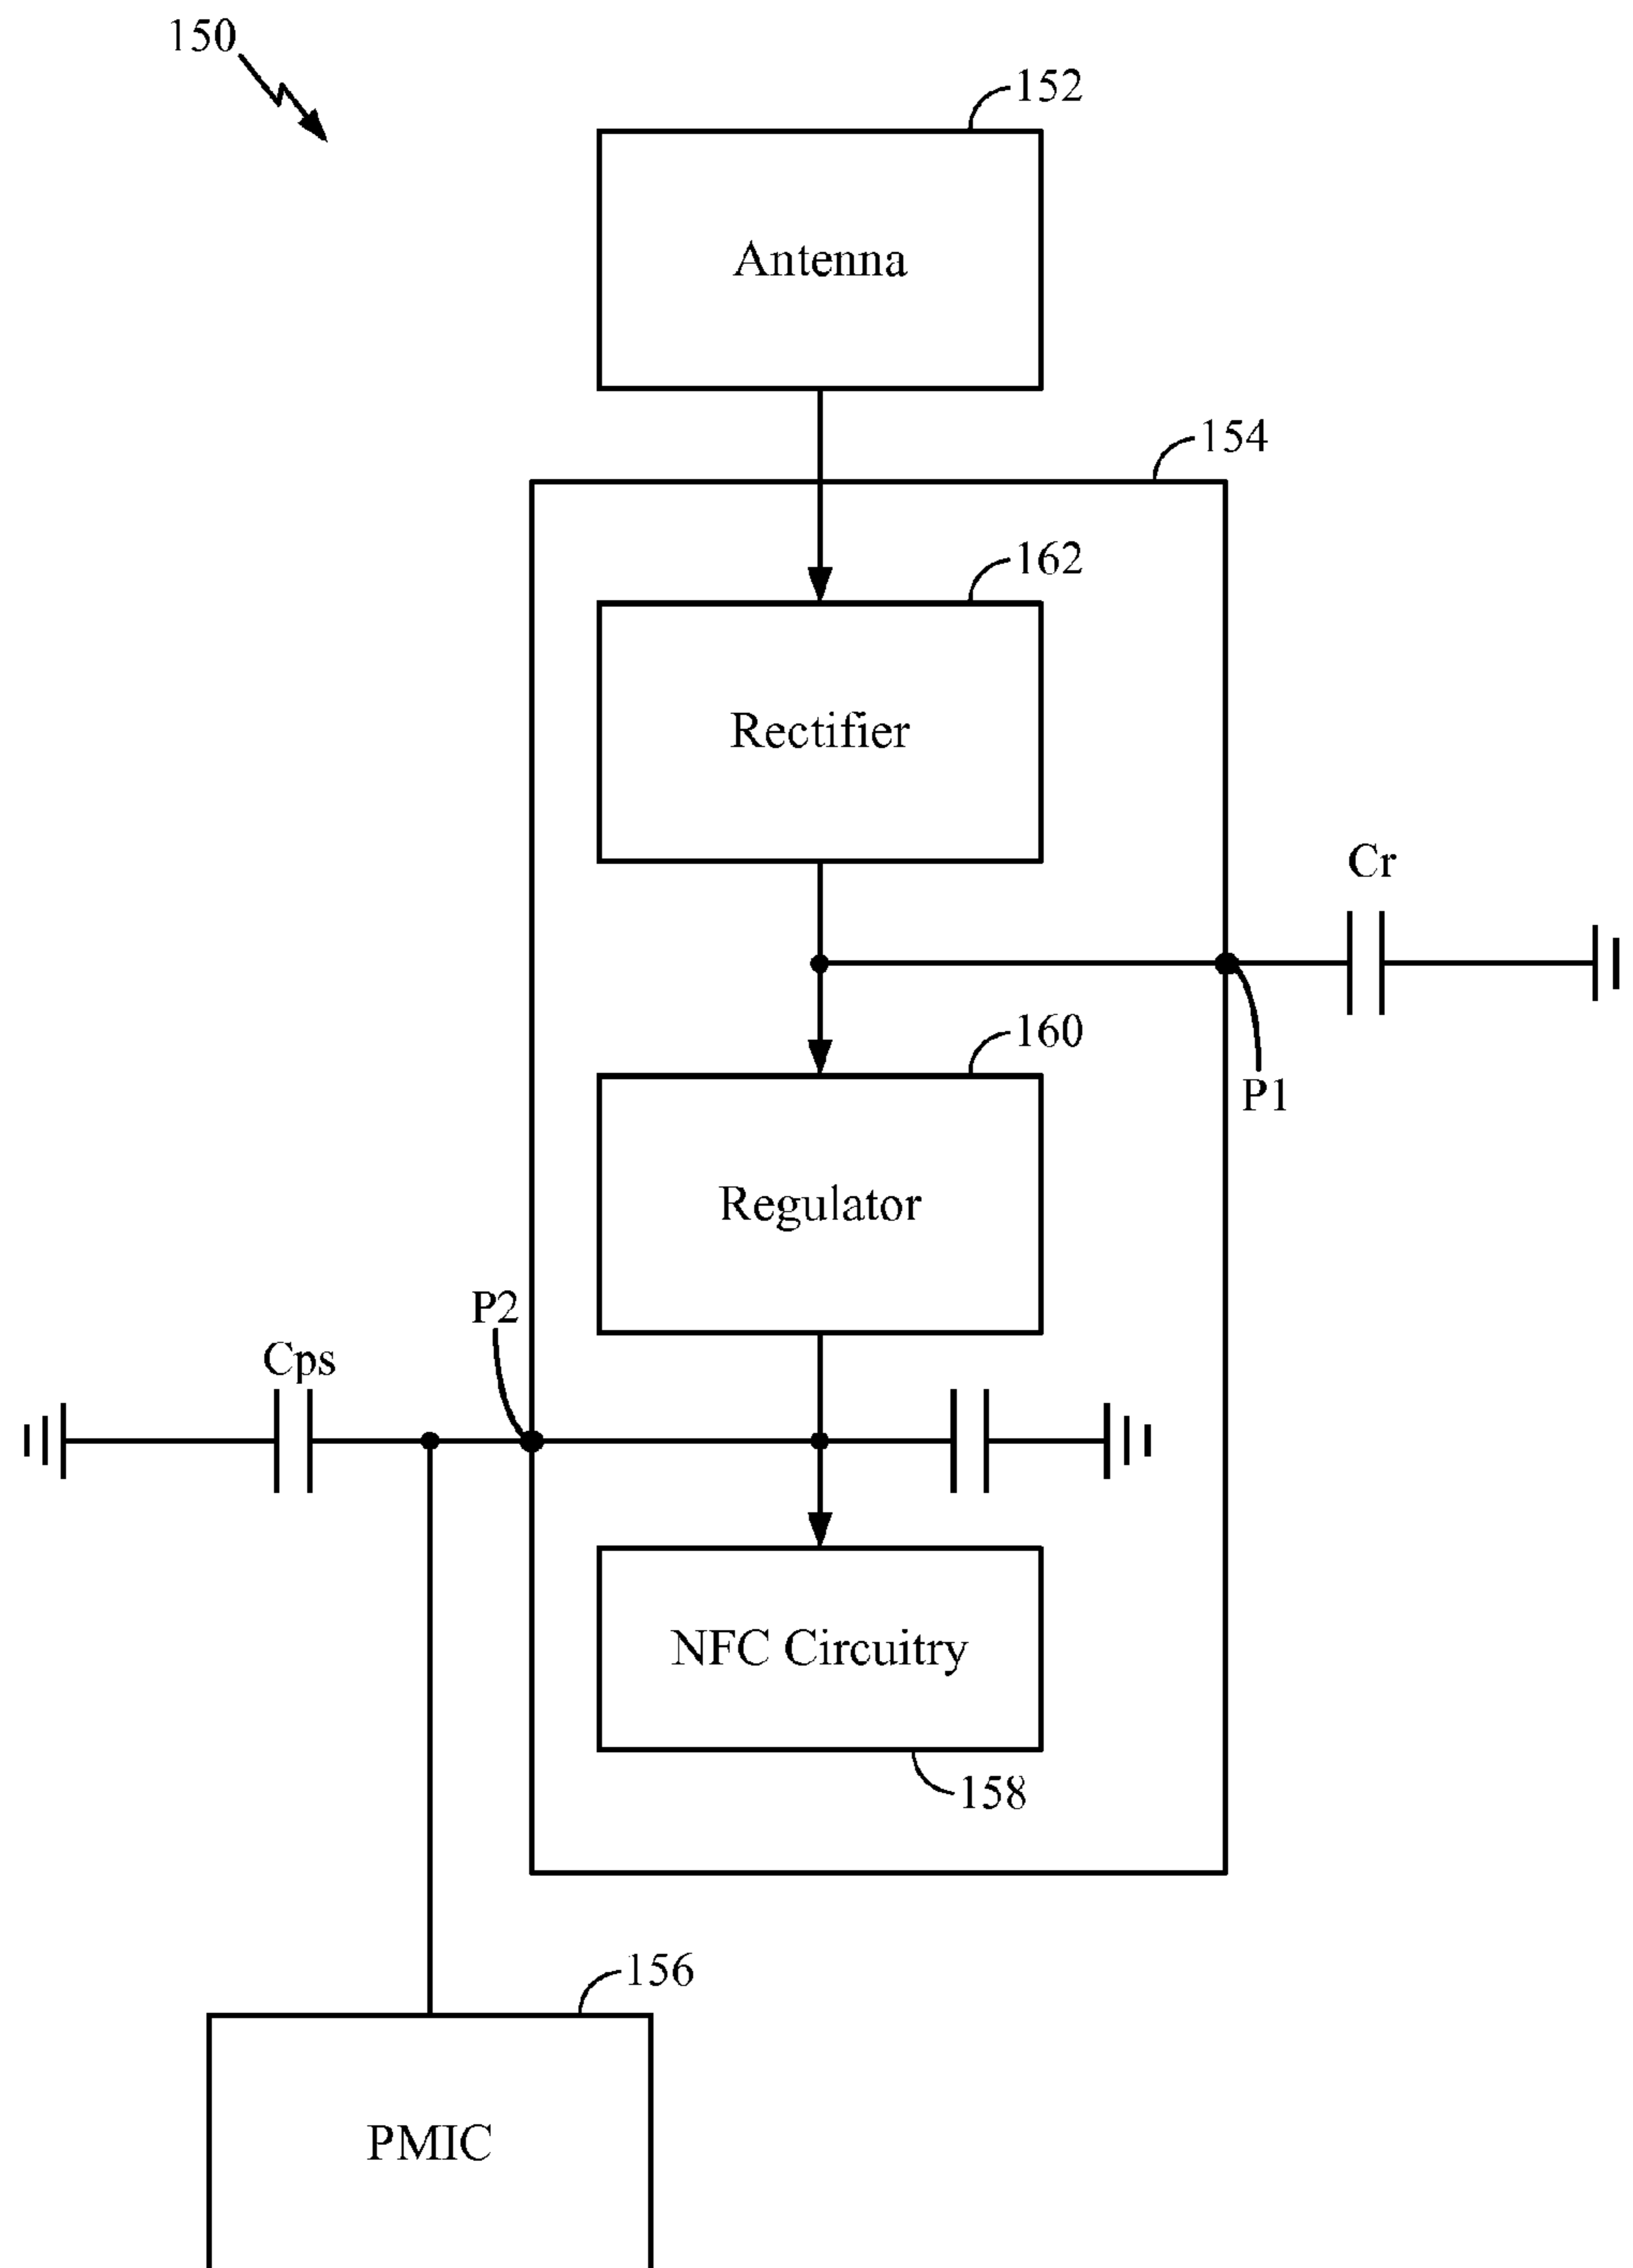 150
152
Antenna
154
162
Rectifier
Cr
160
P1
Regulator
P2
Cps
NFC Circuitry
158
156
PMIC